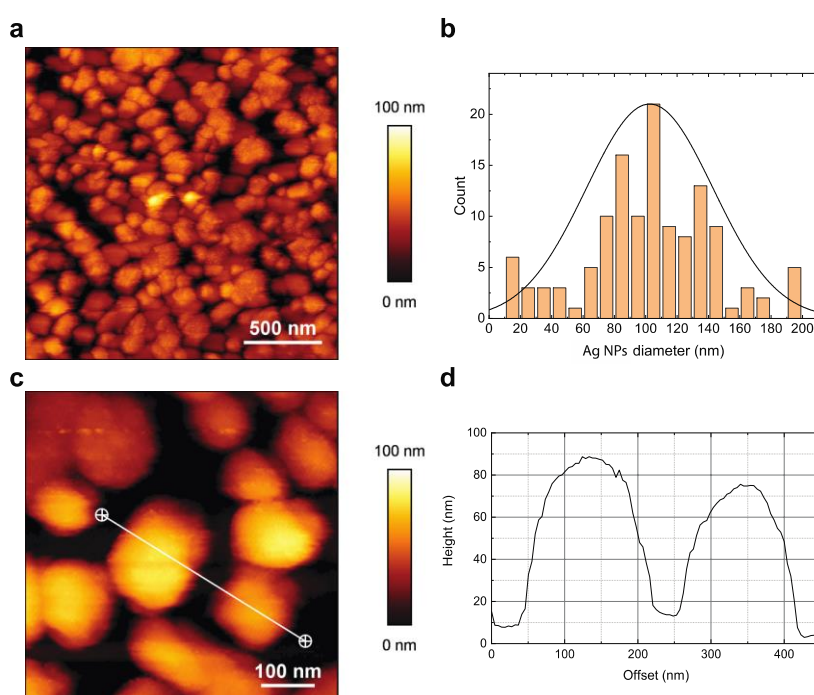 a
100 nm
0 nm
500 nm
b
20
15
10
5
0
Count
0 20 40 60 80 100 120 140 160 180 200
Ag NPs diameter (nm)
c
100 nm
0 nm
100 nm
d
100
80
60
40
20
0
Height (nm)
0 100 200 300 400
Offset (nm)